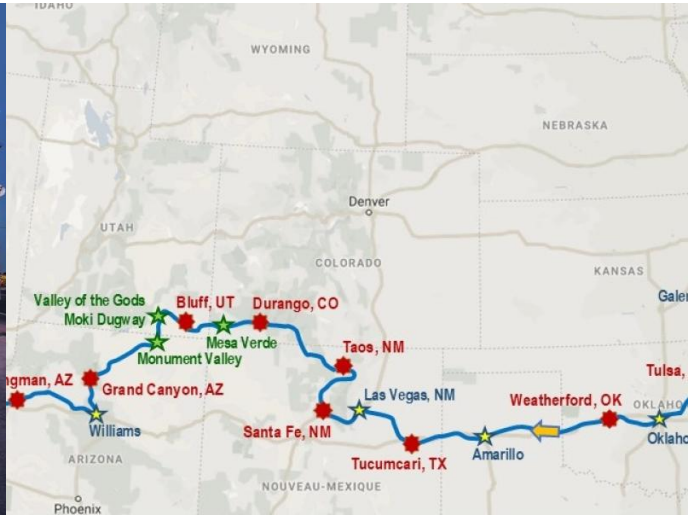 IDAHO
WYOMING
NEBRASKA
Denver
UTAH
COLORADO
KANSAS
Valley of the Gods
Moki Dugway
Bluff, UT
Durango, CO
Galen
Mesa Verde
Monument Valley
Taos, NM
Tulsa,
ngman, AZ
Grand Canyon, AZ
Las Vegas, NM
Weatherford, OK
OKLAHO
Williams
Santa Fe, NM
Oklaho
Tucumcari, TX
Amarillo
ARIZONA
NOUVEAU-MEXIQUE
Phoenix